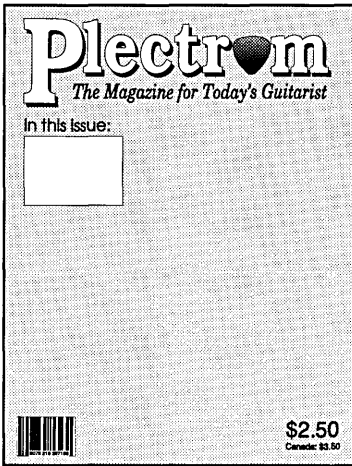 Plectrum
The Magazine for Today's Guitarist
In this issue:
$2.50
Canada: $3.50